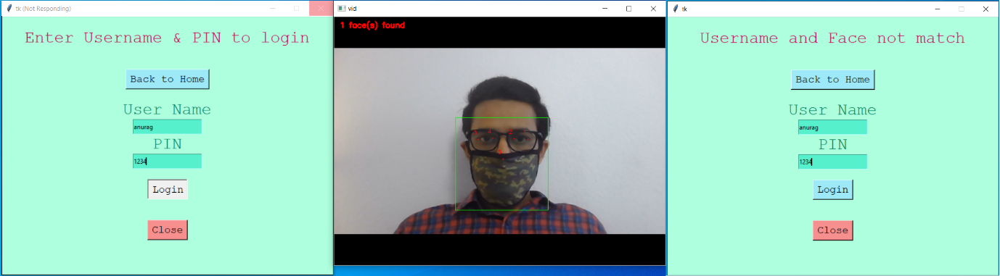 tk (Not Responding)
Enter Username & PIN to login
Back to Home
User Name
anurag
PIN
1234
Login
Close
vid
1 face(s) found
tk
Username and Face not match
Back to Home
User Name
anurag
PIN
1234
Login
Close